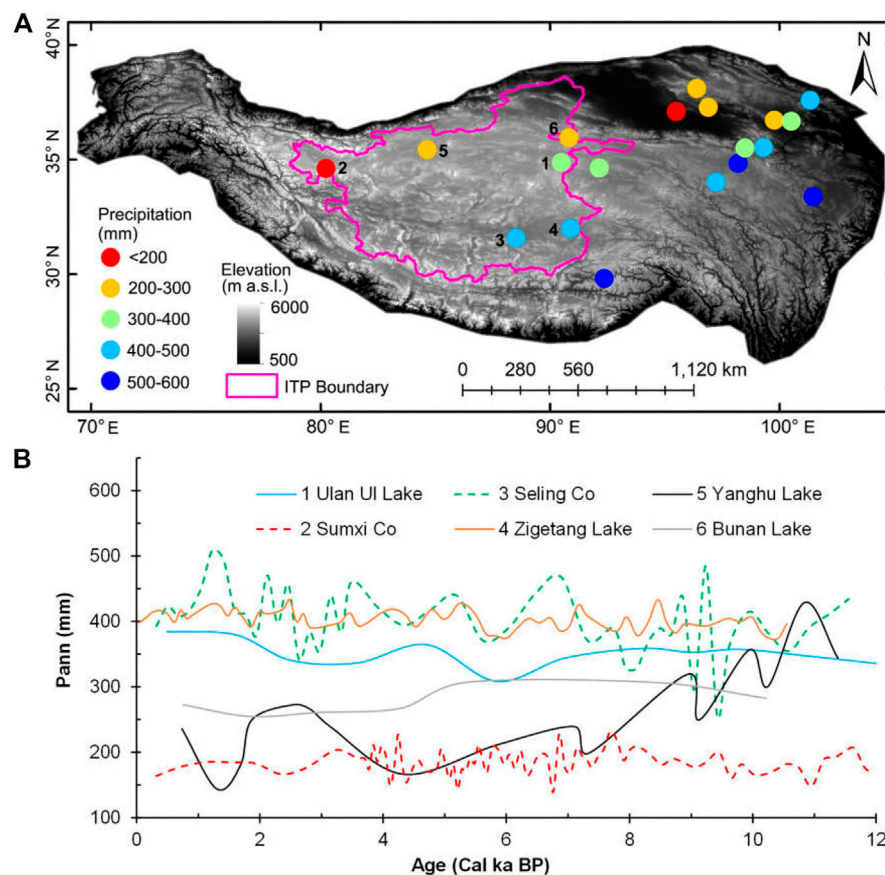 A
40°N
N
35°N
30°N
25°N
6
5
1
2
3
4
Precipitation
(mm)
<200
200-300
300-400
400-500
500-600
Elevation
(m a.s.l.)
6000
500
ITP Boundary
0 280 560 1,120 km
70°E 80°E 90°E 100°E
B
Pann (mm)
600
500
400
300
200
100
1 Ulan Ul Lake 3 Seling Co 5 Yanghu Lake
2 Sumxi Co 4 Zigetang Lake 6 Bunan Lake
0 2 4 6 8 10 12
Age (Cal ka BP)